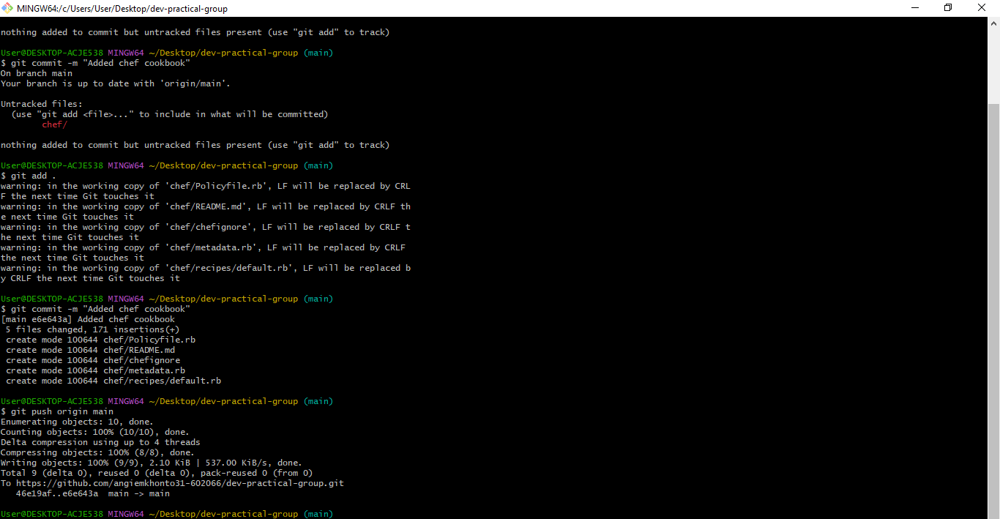 MINGW64:/c/Users/User/Desktop/dev-practical-group
nothing added to commit but untracked files present (use "git add" to track)
User@DESKTOP-ACJE538 MINGW64 ~/Desktop/dev-practical-group (main)
$ git commit -m "Added chef cookbook"
On branch main
Your branch is up to date with 'origin/main'.
Untracked files:
  (use "git add <file>..." to include in what will be committed)
        chef/
nothing added to commit but untracked files present (use "git add" to track)
User@DESKTOP-ACJE538 MINGW64 ~/Desktop/dev-practical-group (main)
$ git add .
warning: in the working copy of 'chef/Policyfile.rb', LF will be replaced by CRL
F the next time Git touches it
warning: in the working copy of 'chef/README.md', LF will be replaced by CRLF th
e next time Git touches it
warning: in the working copy of 'chef/chefignore', LF will be replaced by CRLF t
he next time Git touches it
warning: in the working copy of 'chef/metadata.rb', LF will be replaced by CRLF
the next time Git touches it
warning: in the working copy of 'chef/recipes/default.rb', LF will be replaced b
y CRLF the next time Git touches it
User@DESKTOP-ACJE538 MINGW64 ~/Desktop/dev-practical-group (main)
$ git commit -m "Added chef cookbook"
[main e6e643a] Added chef cookbook
 5 files changed, 171 insertions(+)
 create mode 100644 chef/Policyfile.rb
 create mode 100644 chef/README.md
 create mode 100644 chef/chefignore
 create mode 100644 chef/metadata.rb
 create mode 100644 chef/recipes/default.rb
User@DESKTOP-ACJE538 MINGW64 ~/Desktop/dev-practical-group (main)
$ git push origin main
Enumerating objects: 10, done.
Counting objects: 100% (10/10), done.
Delta compression using up to 4 threads
Compressing objects: 100% (8/8), done.
Writing objects: 100% (9/9), 2.10 KiB | 537.00 KiB/s, done.
Total 9 (delta 0), reused 0 (delta 0), pack-reused 0 (from 0)
To https://github.com/angiemkhonto31-602066/dev-practical-group.git
   46e19af..e6e643a  main -> main
User@DESKTOP-ACJE538 MINGW64 ~/Desktop/dev-practical-group (main)